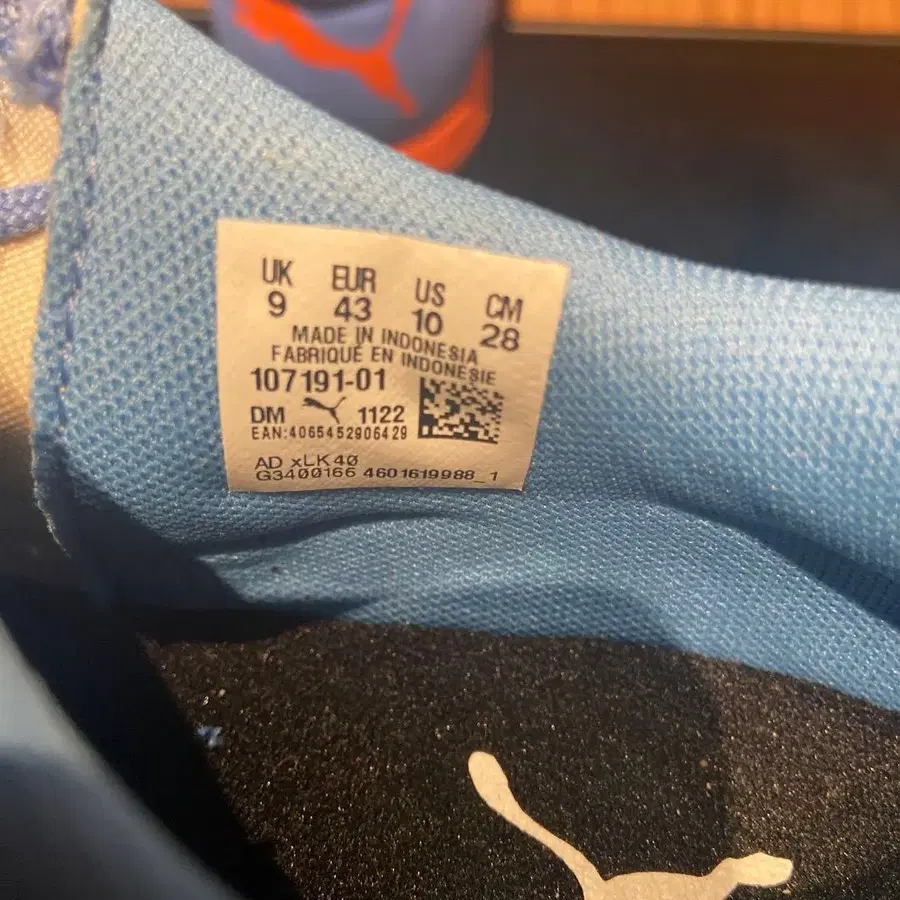 UK EUR US CM
9 43 10 28
MADE IN INDONESIA
FABRIQUÉ EN INDONESIE
107191-01
DM 1122
EAN:4065452906429
AD xLK40
G3400166 4601619988_1